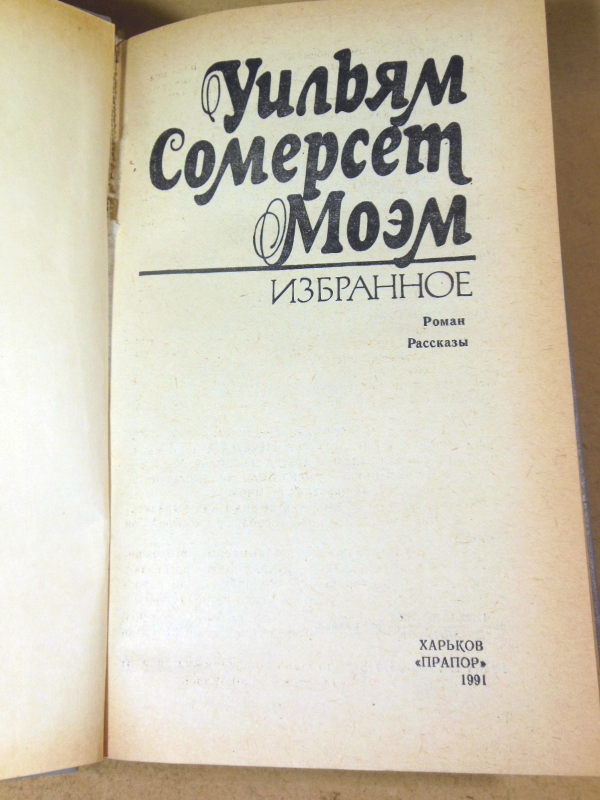 Уильям
Сомерсет
Моэм
ИЗБРАННОЕ
Роман
Рассказы
ХАРЬКОВ
«ПРАПОР»
1991